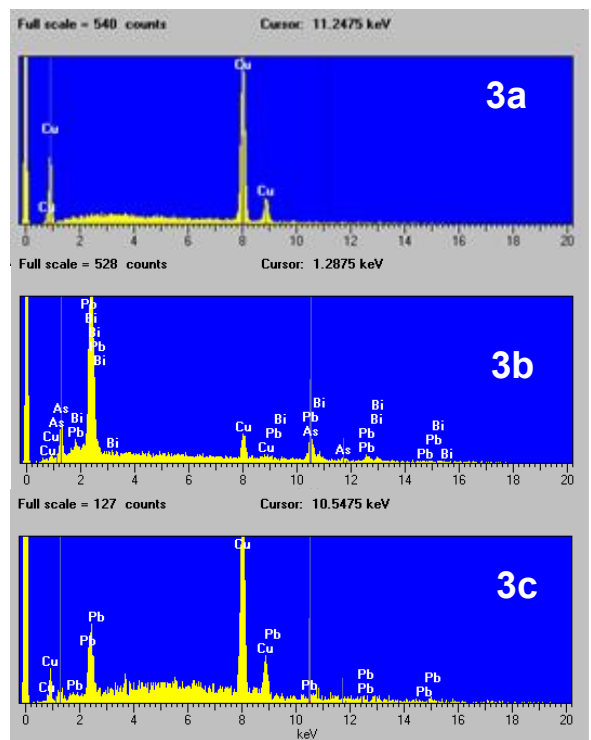 Full scale = 540 counts Cursor: 11.2475 keV
Cu
3a
Cu
Cu
Cu
0 2 4 6 8 10 12 14 16 18 20
Full scale = 528 counts Cursor: 1.2875 keV
Pb
Bi
Bi
Pb
Bi
3b
As Bi Bi Bi
As Bi Cu Bi Pb Bi Bi
Cu Pb Pb As Pb Pb
Cu Bi Cu As Pb Pb Bi
0 2 4 6 8 10 12 14 16 18 20
Full scale = 127 counts Cursor: 10.5475 keV
Cu
3c
Pb
Pb Pb
Cu Cu
Cu Pb Pb Pb Pb
Pb Pb
0 2 4 6 8 10 12 14 16 18 20
keV